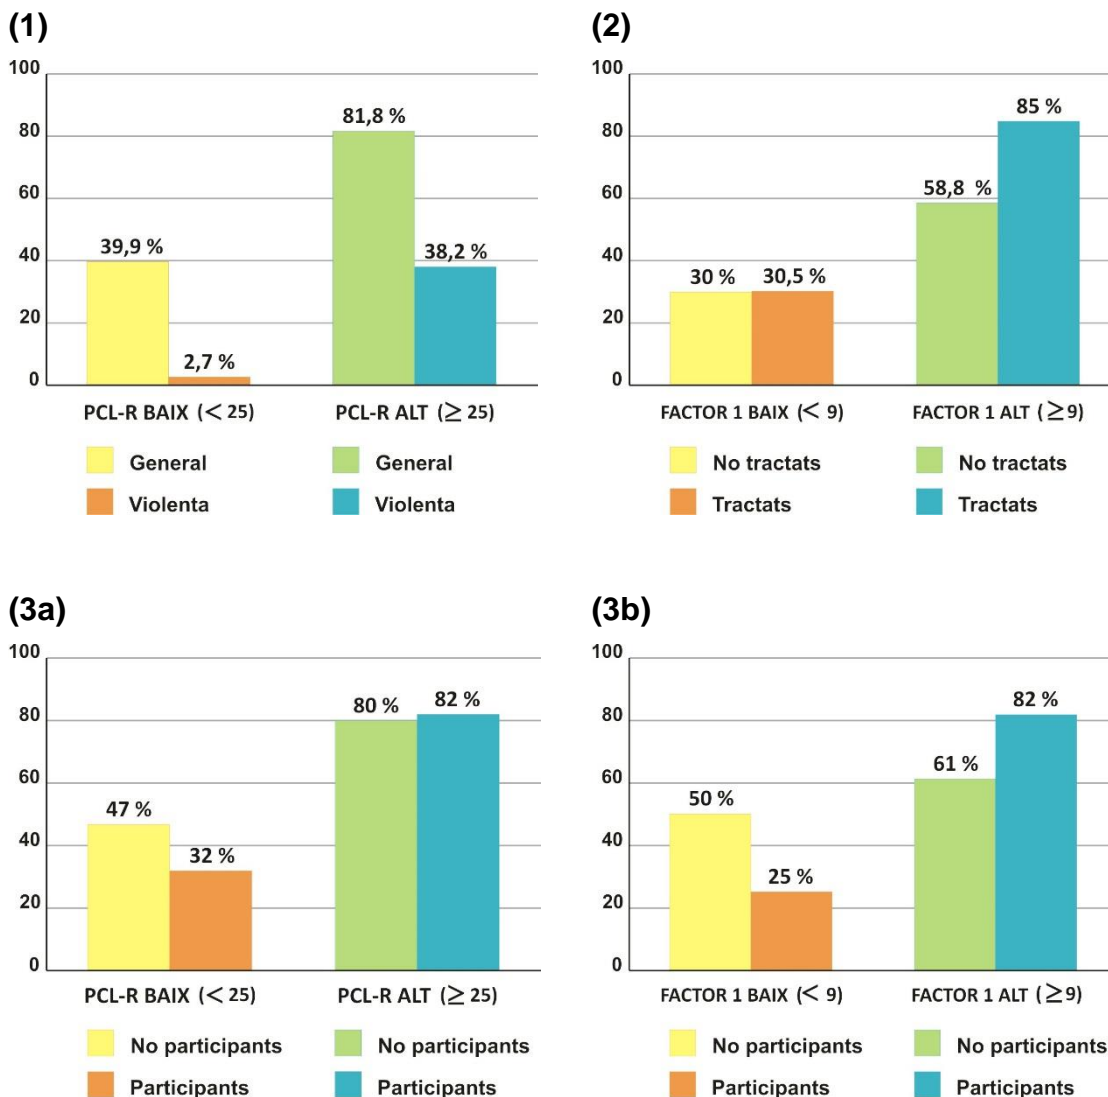 (1)
100
80
60
40
20
0
39,9 %
2,7 %
81,8 %
38,2 %
PCL-R BAIX (< 25)
PCL-R ALT (≥ 25)
General
Violenta
General
Violenta
(2)
100
80
60
40
20
0
30 %
30,5 %
58,8 %
85 %
FACTOR 1 BAIX (< 9)
FACTOR 1 ALT (≥9)
No tractats
Tractats
No tractats
Tractats
(3a)
100
80
60
40
20
0
47 %
32 %
80 %
82 %
PCL-R BAIX (< 25)
PCL-R ALT (≥ 25)
No participants
Participants
No participants
Participants
(3b)
100
80
60
40
20
0
50 %
25 %
61 %
82 %
FACTOR 1 BAIX (< 9)
FACTOR 1 ALT (≥9)
No participants
Participants
No participants
Participants